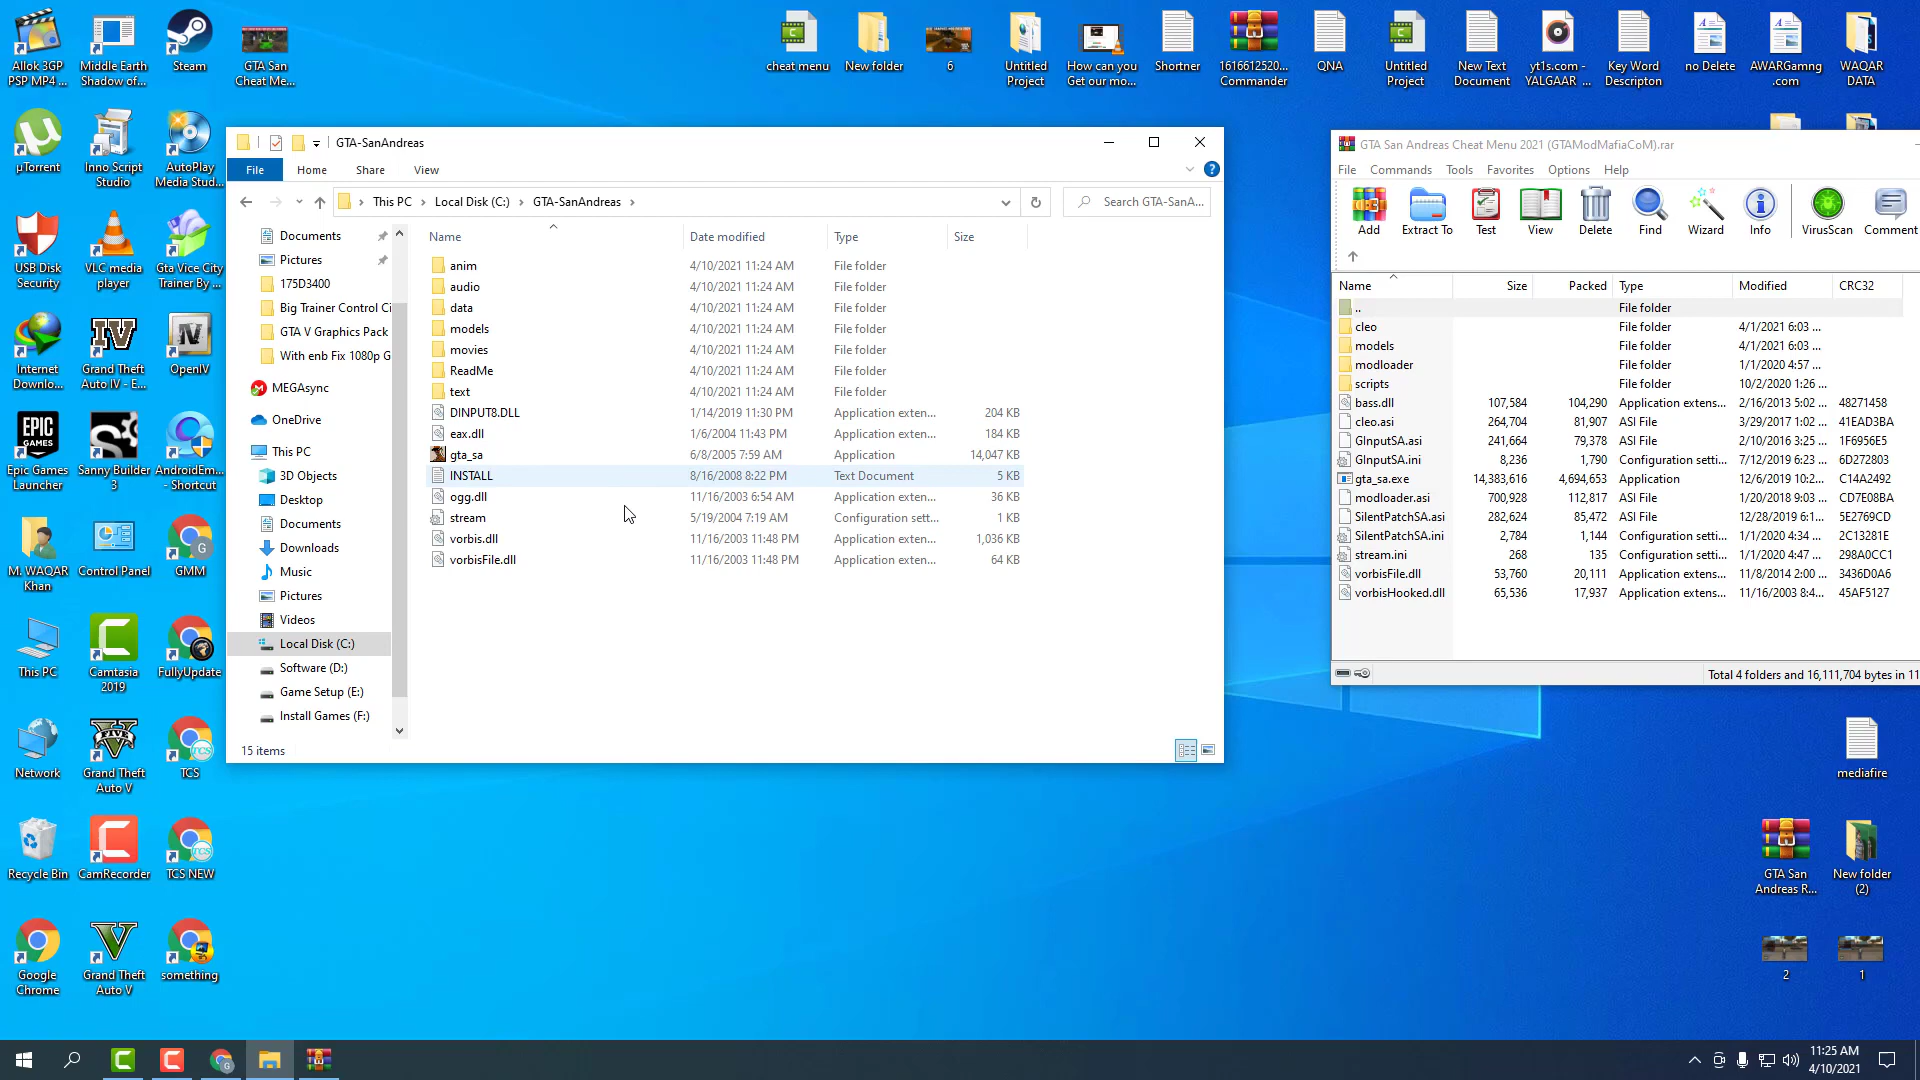 Allok 3GP
PSP MP4 ...
Middle Earth
Shadow of...
Steam
GTA San
Cheat Me...
cheat menu
New folder
6
Untitled
Project
How can you
Get our mo...
Shortner
1616612520...
Commander
QNA
Untitled
Project
New Text
Document
yt1s.com -
YALGAAR ...
Key Word
Descripton
no Delete
AWARGamng
.com
WAQAR
DATA
µTorrent
Inno Script
Studio
AutoPlay
Media Stud...
USB Disk
Security
VLC media
player
Gta Vice City
Trainer By ...
Internet
Downlo...
Grand Theft
Auto IV - E...
OpenIV
Epic Games
Launcher
Sanny Builder
3
AndroidEm...
- Shortcut
M. WAQAR
Khan
Control Panel
GMM
This PC
Camtasia
2019
FullyUpdate
Network
Grand Theft
Auto V
TCS
Recycle Bin
CamRecorder
TCS NEW
Google
Chrome
Grand Theft
Auto V
something
GTA-SanAndreas
File Home Share View
This PC Local Disk (C:) GTA-SanAndreas
Search GTA-SanA...
Documents
Pictures
175D3400
Big Trainer Control Ci
GTA V Graphics Pack
With enb Fix 1080p G
MEGAsync
OneDrive
This PC
3D Objects
Desktop
Documents
Downloads
Music
Pictures
Videos
Local Disk (C:)
Software (D:)
Game Setup (E:)
Install Games (F:)
Name Date modified Type Size
anim 4/10/2021 11:24 AM File folder
audio 4/10/2021 11:24 AM File folder
data 4/10/2021 11:24 AM File folder
models 4/10/2021 11:24 AM File folder
movies 4/10/2021 11:24 AM File folder
ReadMe 4/10/2021 11:24 AM File folder
text 4/10/2021 11:24 AM File folder
DINPUT8.DLL 1/14/2019 11:30 PM Application exten... 204 KB
eax.dll 1/6/2004 11:43 PM Application exten... 184 KB
gta_sa 6/8/2005 7:59 AM Application 14,047 KB
INSTALL 8/16/2008 8:22 PM Text Document 5 KB
ogg.dll 11/16/2003 6:54 AM Application exten... 36 KB
stream 5/19/2004 7:19 AM Configuration sett... 1 KB
vorbis.dll 11/16/2003 11:48 PM Application exten... 1,036 KB
vorbisFile.dll 11/16/2003 11:48 PM Application exten... 64 KB
15 items
GTA San Andreas Cheat Menu 2021 (GTAModMafiaCoM).rar
File Commands Tools Favorites Options Help
Add Extract To Test View Delete Find Wizard Info VirusScan Comment
Name Size Packed Type Modified CRC32
.. File folder
cleo File folder 4/1/2021 6:03 ...
models File folder 4/1/2021 6:03 ...
modloader File folder 1/1/2020 4:57 ...
scripts File folder 10/2/2020 1:26 ...
bass.dll 107,584 104,290 Application extens... 2/16/2013 5:02 ... 48271458
cleo.asi 264,704 81,907 ASI File 3/29/2017 1:02 ... 41EAD3BA
GInputSA.asi 241,664 79,378 ASI File 2/10/2016 3:25 ... 1F6956E5
GInputSA.ini 8,236 1,790 Configuration setti... 7/12/2019 6:23 ... 6D272803
gta_sa.exe 14,383,616 4,694,653 Application 12/6/2019 10:2... C14A2492
modloader.asi 700,928 112,817 ASI File 1/20/2018 9:03 ... CD7E08BA
SilentPatchSA.asi 282,624 85,472 ASI File 12/28/2019 6:1... 5E2769CD
SilentPatchSA.ini 2,784 1,144 Configuration setti... 1/1/2020 4:34 ... 2C13281E
stream.ini 268 135 Configuration setti... 1/1/2020 4:47 ... 298A0CC1
vorbisFile.dll 53,760 20,111 Application extens... 11/8/2014 2:00 ... 3436D0A6
vorbisHooked.dll 65,536 17,937 Application extens... 11/16/2003 8:4... 45AF5127
Total 4 folders and 16,111,704 bytes in 11
mediafire
GTA San
Andreas R...
New folder
(2)
2
1
11:25 AM
4/10/2021